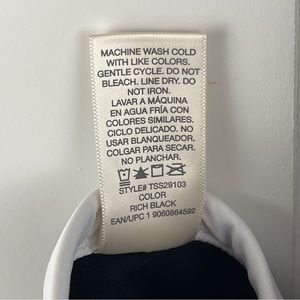 MACHINE WASH COLD
WITH LIKE COLORS.
GENTLE CYCLE. DO NOT
BLEACH. LINE DRY. DO
NOT IRON.
LAVAR A MÁQUINA
EN AGUA FRÍA CON
COLORES SIMILARES.
CICLO DELICADO. NO
USAR BLANQUEADOR.
COLGAR PARA SECAR.
NO PLANCHAR.
STYLE# TSS29103
COLOR
RICH BLACK
EAN/UPC 1 9060884592